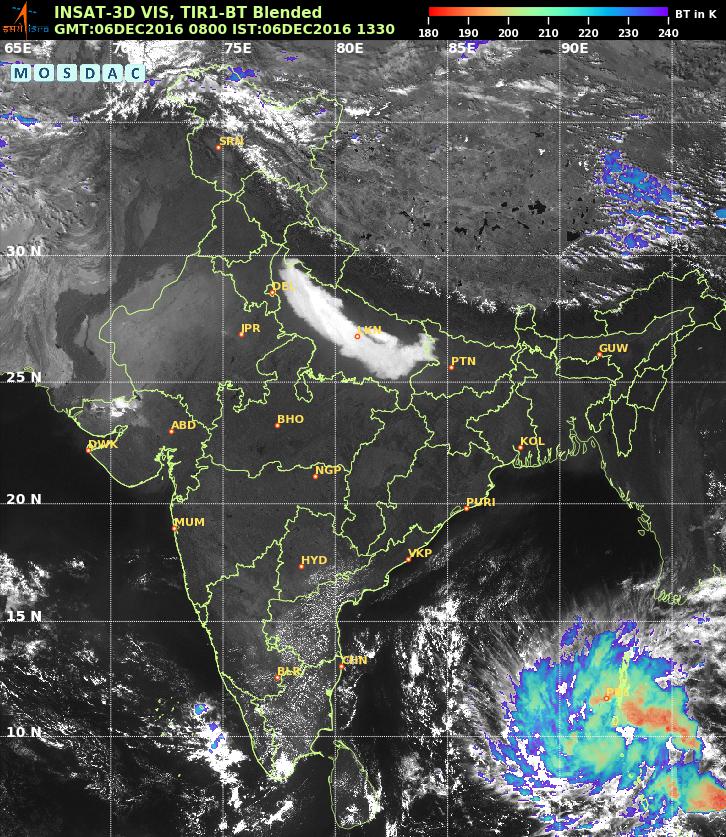 INSAT-3D VIS, TIR1-BT Blended
GMT:06DEC2016 0800 IST:06DEC2016 1330
BT in K
180 190 200 210 220 230 240
65E 70E 75E 80E 85E 90E
M O S D A C
SRN
30 N
DEL
JPR
LKN
GUW
PTN
25 N
BHO
ABD
DWK
KOL
NGP
20 N
PURI
MUM
VKP
HYD
15 N
CHN
BLR
10 N